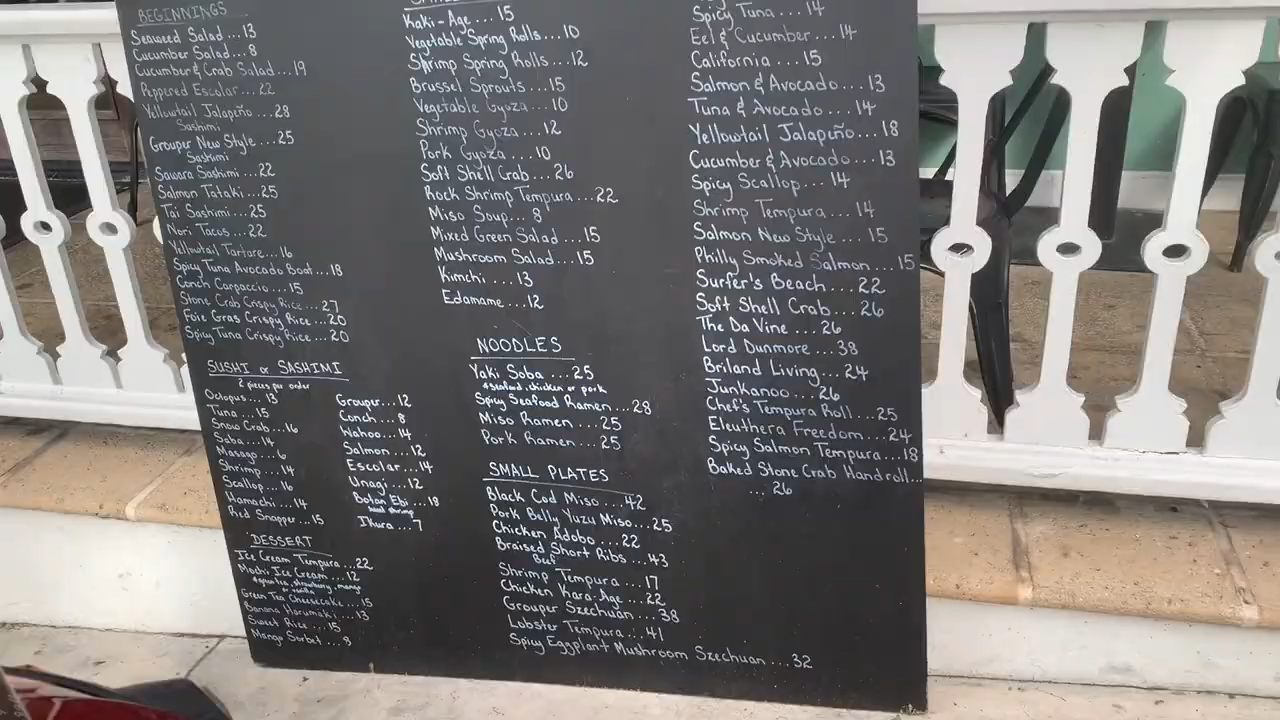 BEGINNINGS
Seaweed Salad...13
Cucumber Salad...8
Cucumber & Crab Salad...19
Peppered Escolar...22
Yellowtail Jalapeño...28
Sashimi
Grouper New Style...25
Sashimi
Sawara Sashimi...22
Salmon Tataki...25
Tai Sashimi...25
Nori Tacos...22
Yellowtail Tartare...16
Spicy Tuna Avocado Boat...18
Conch Carpaccio...15
Stone Crab Crispy Rice...27
Foie Gras Crispy Rice...20
Spicy Tuna Crispy Rice...20
SUSHI or SASHIMI
2 pieces per order
Octopus...13
Tuna...15
Snow Crab...16
Saba...14
Masago...6
Shrimp...14
Scallop...16
Hamachi...14
Red Snapper...15
Grouper...12
Conch...8
Wahoo...14
Salmon...12
Escolar...14
Unagi...12
Botan Ebi...18
sweet shrimp
Ikura...7
DESSERT
Ice Cream Tempura...22
Mochi Ice Cream...12
strawberry, mango
or vanilla
Green Tea Cheesecake...15
Banana Harumaki...13
Sweet Rice...15
Mango Sorbet...8
Kaki-Age...15
Vegetable Spring Rolls...10
Shrimp Spring Rolls...12
Brussel Sprouts...15
Vegetable Gyoza...10
Shrimp Gyoza...12
Pork Gyoza...10
Soft Shell Crab...26
Rock Shrimp Tempura...22
Miso Soup...8
Mixed Green Salad...15
Mushroom Salad...15
Kimchi...13
Edamame...12
NOODLES
Yaki Soba...25
*seafood, chicken or pork
Spicy Seafood Ramen...28
Miso Ramen...25
Pork Ramen...25
SMALL PLATES
Black Cod Miso...42
Pork Belly Yuzu Miso...25
Chicken Adobo...22
Braised Short Ribs...43
Beef
Shrimp Tempura...17
Chicken Kara-Age...22
Grouper Szechuan...38
Lobster Tempura...41
Spicy Eggplant Mushroom Szechuan...32
Spicy Tuna...14
Eel & Cucumber...14
California...15
Salmon & Avocado...13
Tuna & Avocado...14
Yellowtail Jalapeño...18
Cucumber & Avocado...13
Spicy Scallop...14
Shrimp Tempura...14
Salmon New Style...15
Philly Smoked Salmon...15
Surfer's Beach...22
Soft Shell Crab...26
The Da Vine...26
Lord Dunmore...38
Briland Living...24
Junkanoo...26
Chef's Tempura Roll...25
Eleuthera Freedom...24
Spicy Salmon Tempura...18
Baked Stone Crab Handroll...
...26